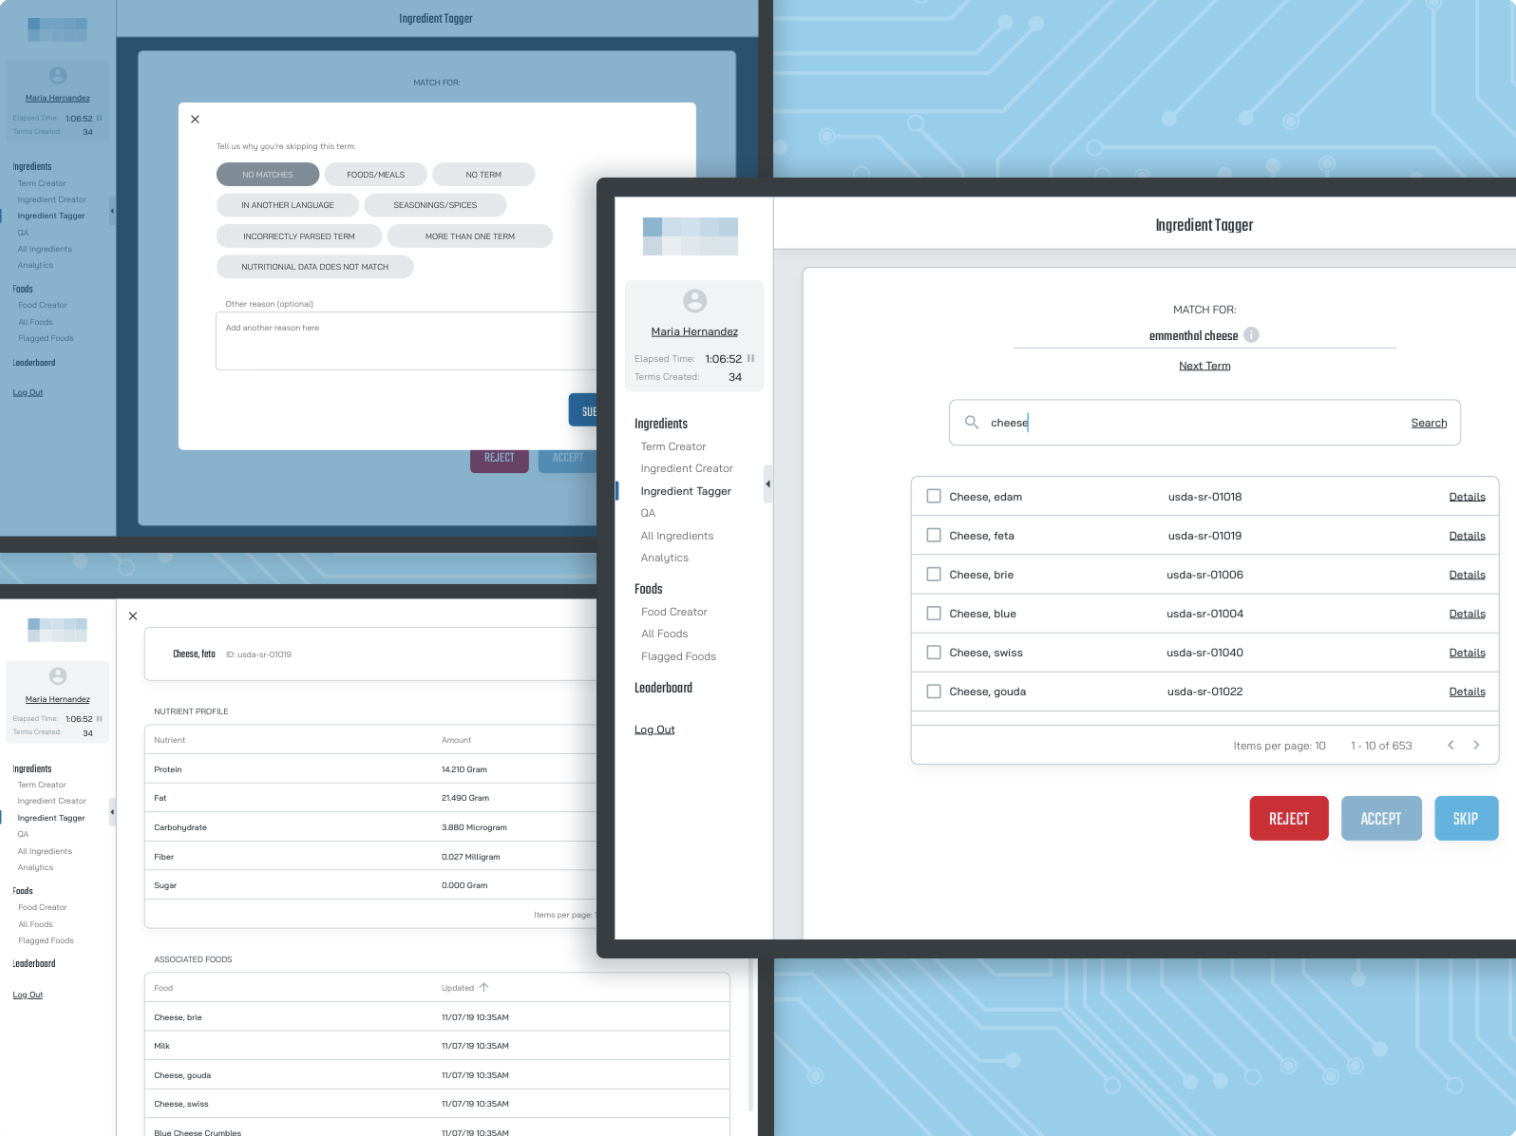 Ingredient Tagger
Maria Hernandez
Elapsed Time: 1:06:52
Terms Created: 34
Ingredients
Term Creator
Ingredient Creator
Ingredient Tagger
QA
All Ingredients
Analytics
Foods
Food Creator
All Foods
Flagged Foods
Leaderboard
Log Out
MATCH FOR:
Tell us why you're skipping this term:
NO MATCHES FOODS/MEALS NO TERM
IN ANOTHER LANGUAGE SEASONINGS/SPICES
INCORRECTLY PARSED TERM MORE THAN ONE TERM
NUTRITIONIAL DATA DOES NOT MATCH
Other reason (optional)
Add another reason here
SUB
REJECT ACCEPT
Ingredient Tagger
Maria Hernandez
Elapsed Time: 1:06:52
Terms Created: 34
Ingredients
Term Creator
Ingredient Creator
Ingredient Tagger
QA
All Ingredients
Analytics
Foods
Food Creator
All Foods
Flagged Foods
Leaderboard
Log Out
MATCH FOR:
emmenthal cheese
Next Term
cheese Search
Cheese, edam usda-sr-01018 Details
Cheese, feta usda-sr-01019 Details
Cheese, brie usda-sr-01006 Details
Cheese, blue usda-sr-01004 Details
Cheese, swiss usda-sr-01040 Details
Cheese, gouda usda-sr-01022 Details
Items per page: 10 1 - 10 of 653
REJECT ACCEPT SKIP
Maria Hernandez
Elapsed Time: 1:06:52
Terms Created: 34
Ingredients
Term Creator
Ingredient Creator
Ingredient Tagger
QA
All Ingredients
Analytics
Foods
Food Creator
All Foods
Flagged Foods
Leaderboard
Log Out
Cheese, feta ID: usda-sr-01019
NUTRIENT PROFILE
Nutrient Amount
Protein 14.210 Gram
Fat 21.490 Gram
Carbohydrate 3.880 Microgram
Fiber 0.027 Milligram
Sugar 0.000 Gram
Items per page:
ASSOCIATED FOODS
Food Updated
Cheese, brie 11/07/19 10:35AM
Milk 11/07/19 10:35AM
Cheese, gouda 11/07/19 10:35AM
Cheese, swiss 11/07/19 10:35AM
Blue Cheese Crumbles 11/07/19 10:35AM